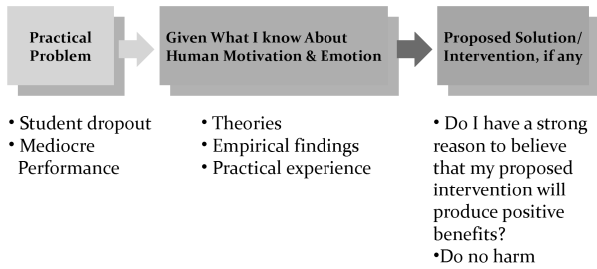 Practical
Problem
Given What I know About
Human Motivation & Emotion
Proposed Solution/
Intervention, if any
• Student dropout
• Mediocre
Performance
• Theories
• Empirical findings
• Practical experience
• Do I have a strong
reason to believe
that my proposed
intervention will
produce positive
benefits?
•Do no harm